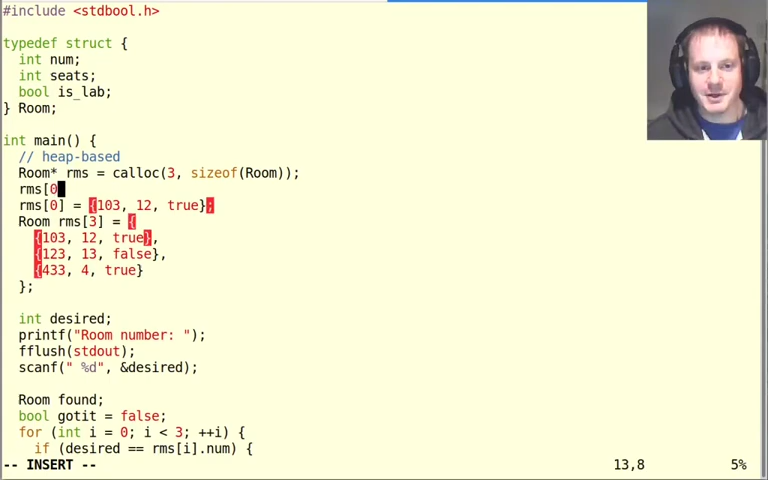 #include <stdbool.h>
typedef struct {
  int num;
  int seats;
  bool is_lab;
} Room;
int main() {
  // heap-based
  Room* rms = calloc(3, sizeof(Room));
  rms[0
  rms[0] = {103, 12, true};
  Room rms[3] = {
    {103, 12, true},
    {123, 13, false},
    {433, 4, true}
  };
  int desired;
  printf("Room number: ");
  fflush(stdout);
  scanf(" %d", &desired);
  Room found;
  bool gotit = false;
  for (int i = 0; i < 3; ++i) {
    if (desired == rms[i].num) {
-- INSERT -- 13,8 5%